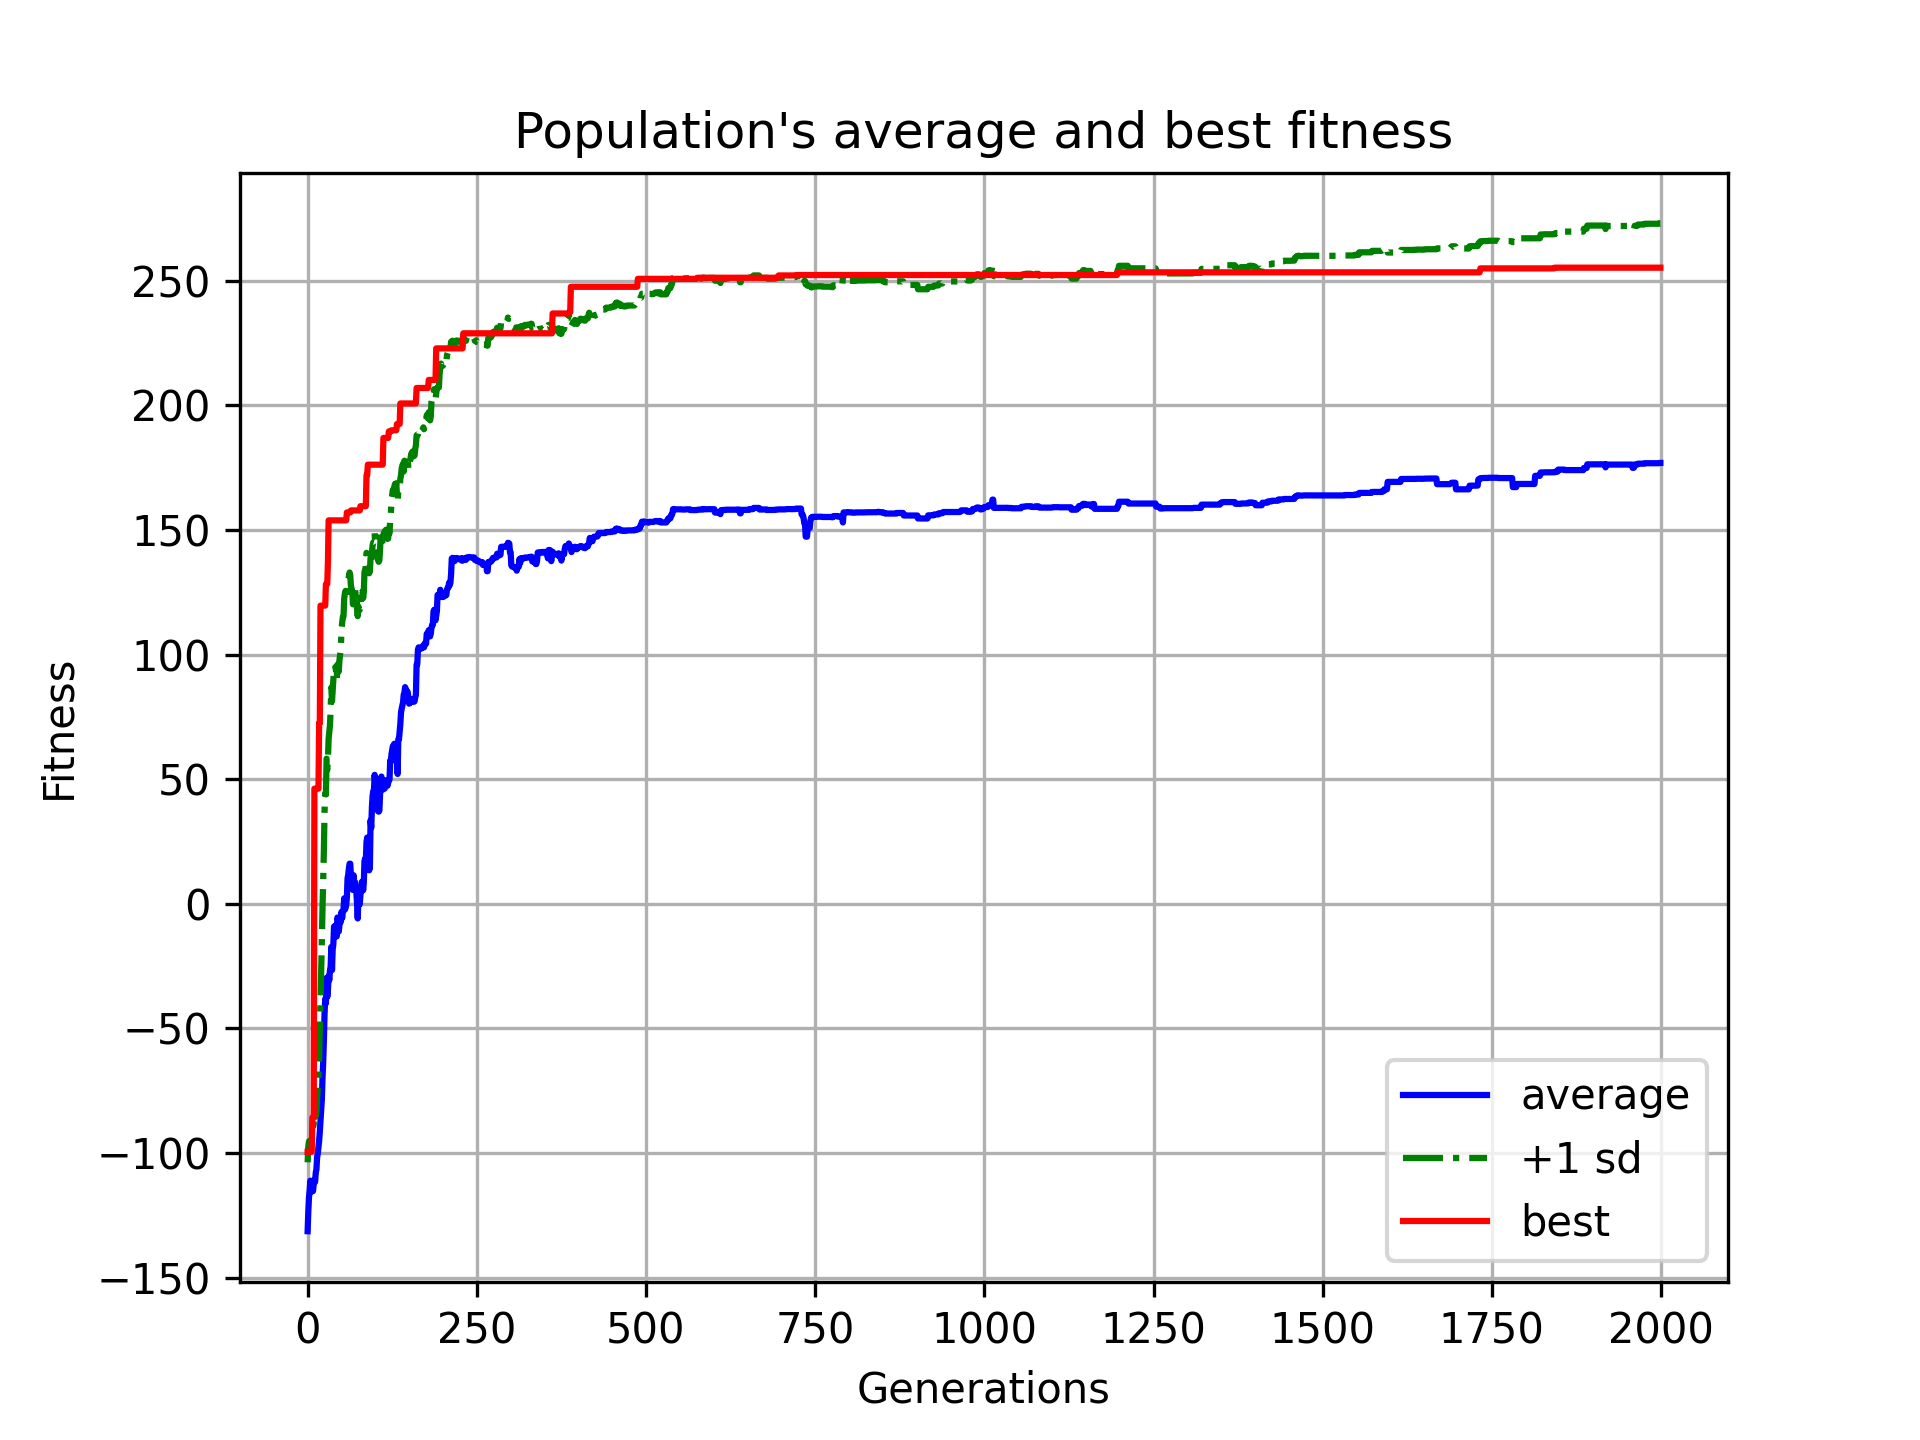 Population's average and best fitness
Fitness
250
200
150
100
50
0
−50
−100
−150
0 250 500 750 1000 1250 1500 1750 2000
Generations
average
+1 sd
best